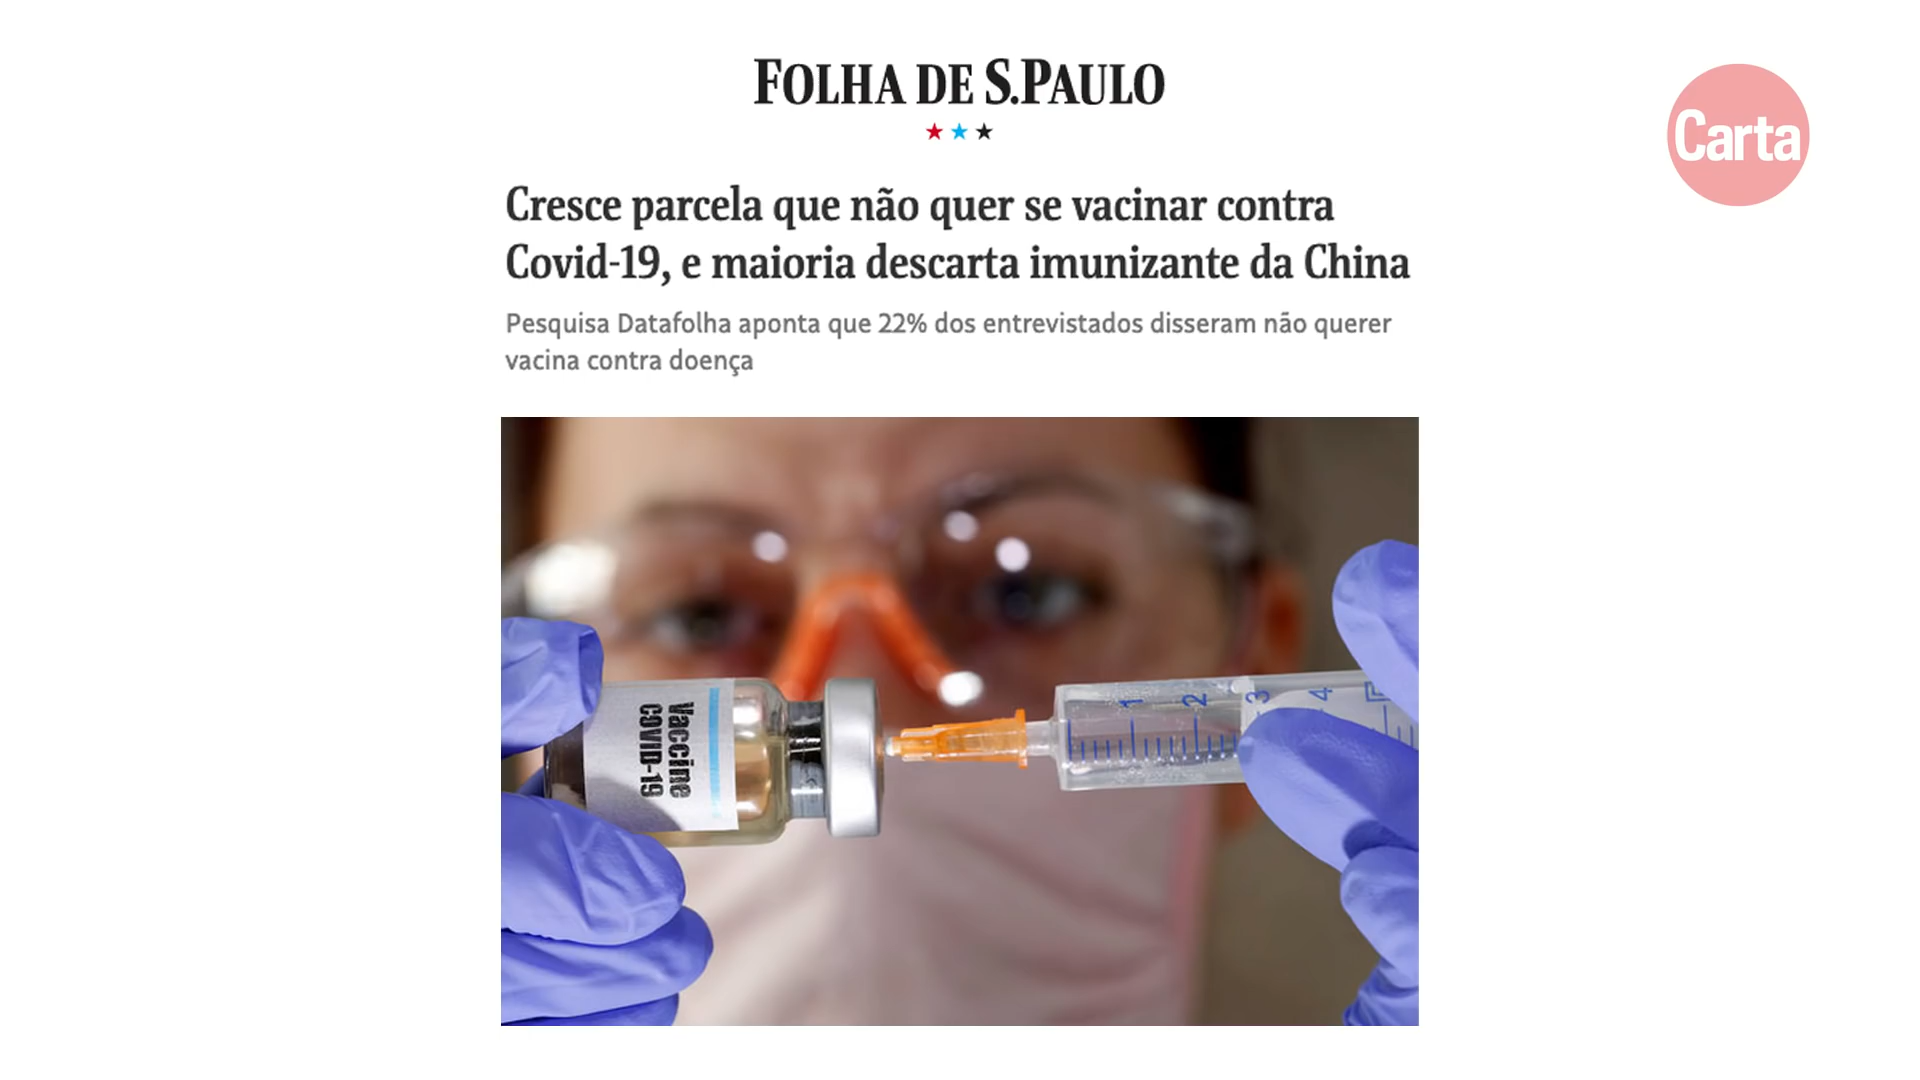 FOLHA DE S.PAULO
Carta
Cresce parcela que não quer se vacinar contra
Covid-19, e maioria descarta imunizante da China
Pesquisa Datafolha aponta que 22% dos entrevistados disseram não querer
vacina contra doença
Vaccine
COVID-19
1 2 3 4